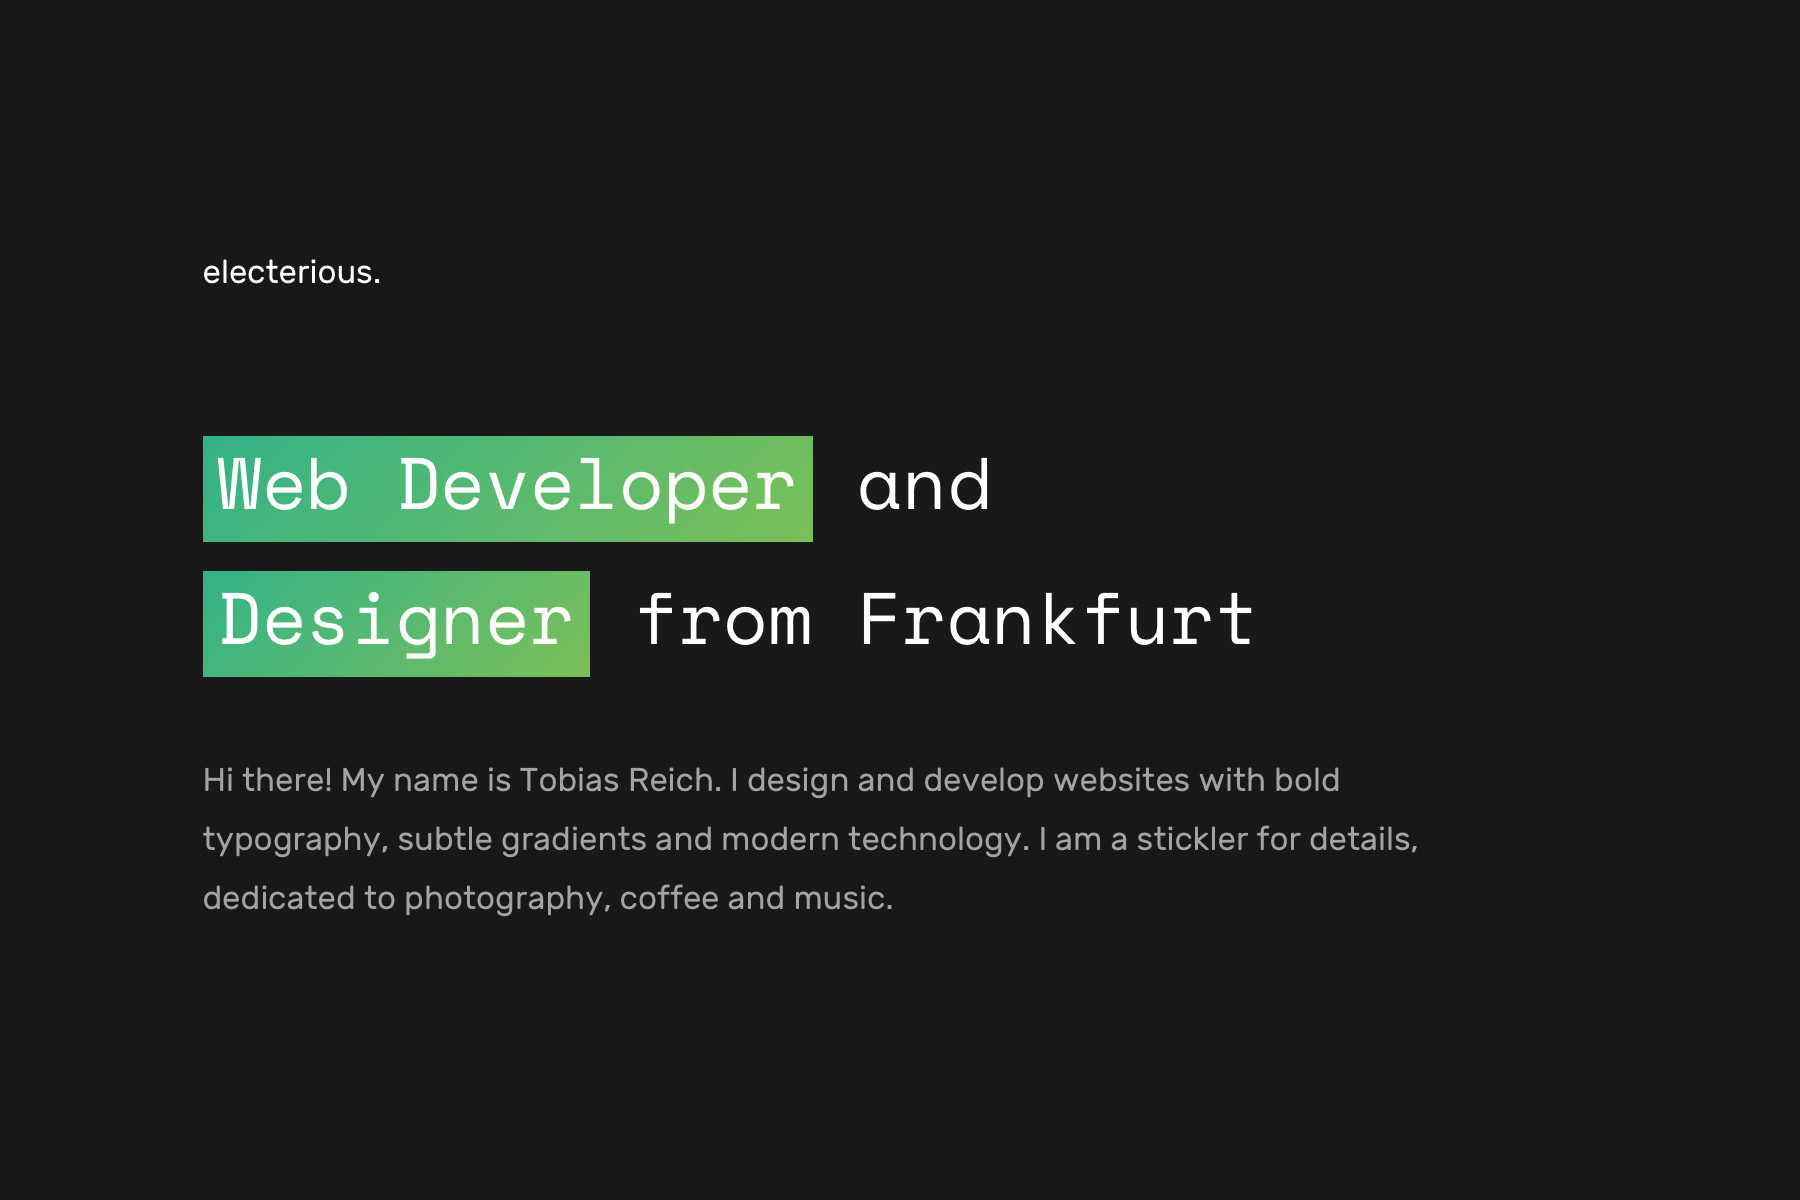 electerious.
Web Developer and
Designer from Frankfurt
Hi there! My name is Tobias Reich. I design and develop websites with bold
typography, subtle gradients and modern technology. I am a stickler for details,
dedicated to photography, coffee and music.